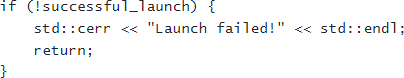 if (!successful_launch) {
    std::cerr << "Launch failed!" << std::endl;
    return;
}